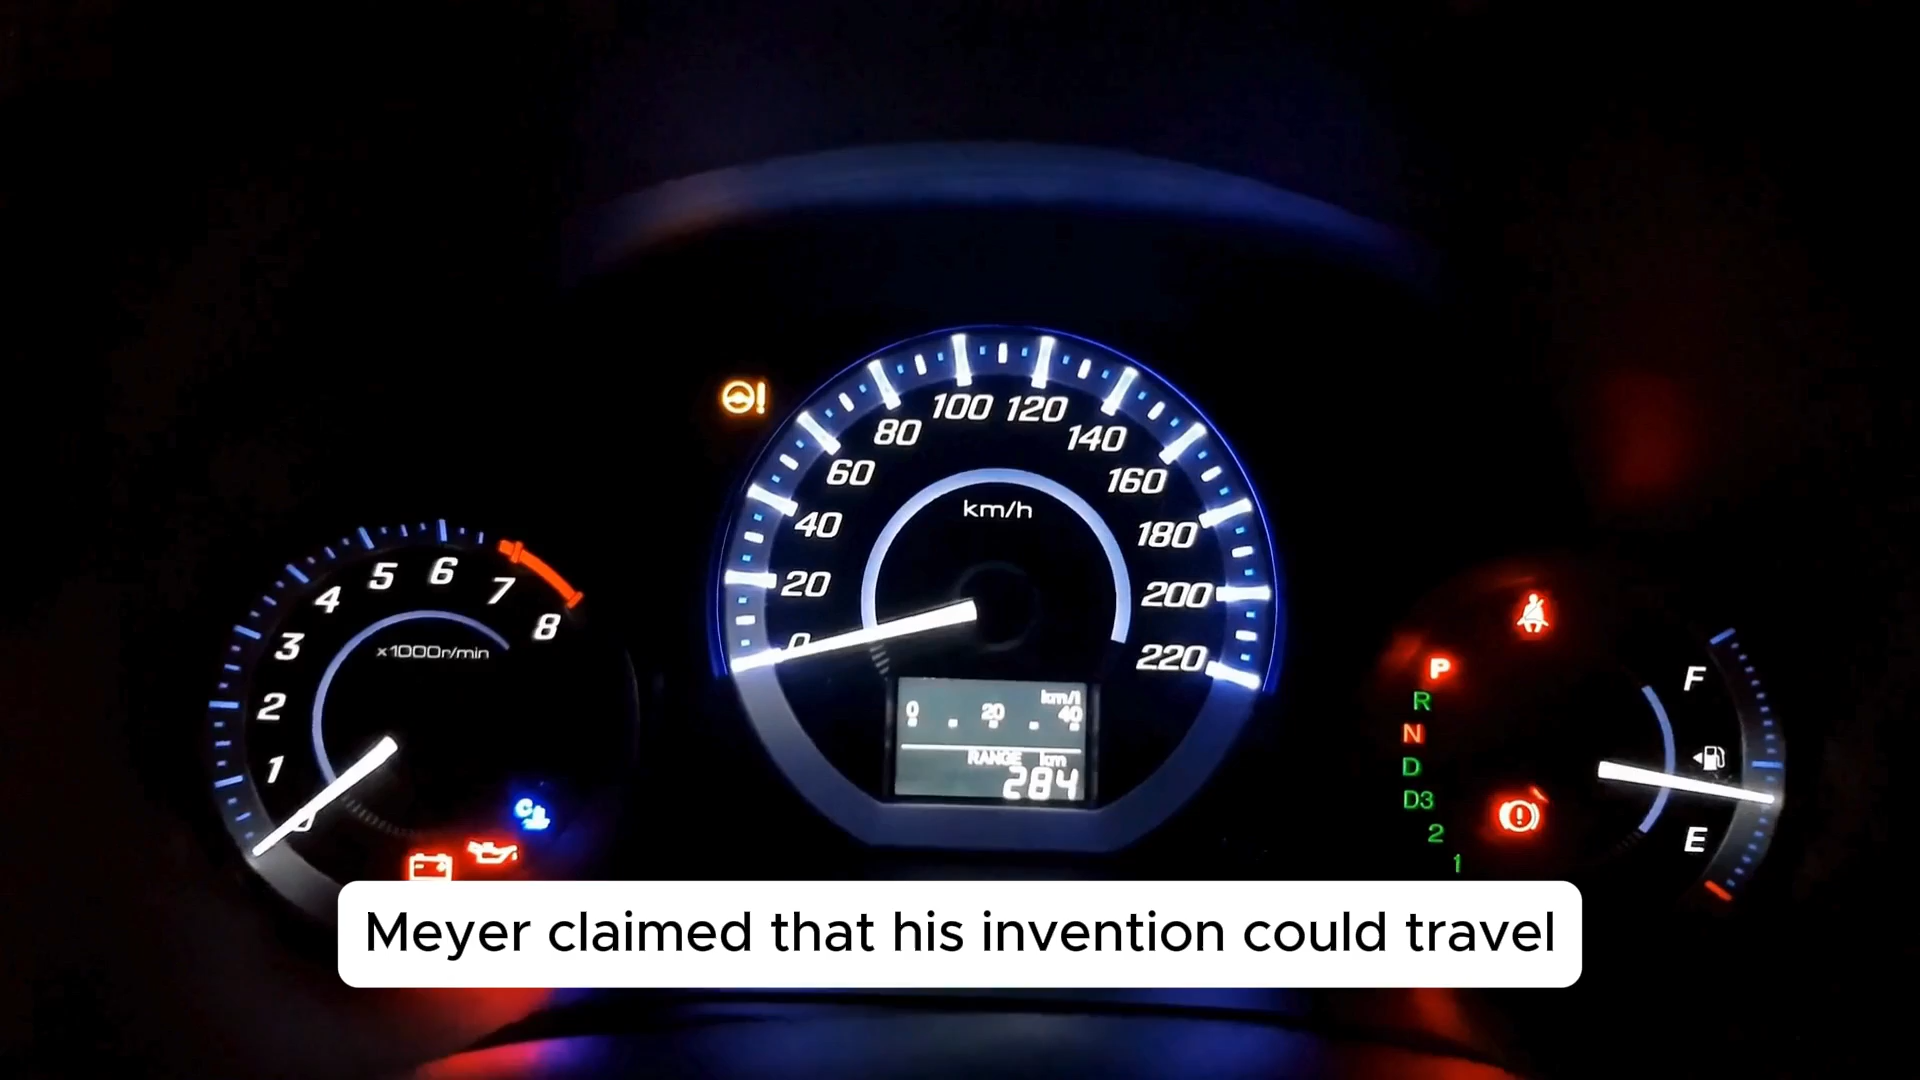 100 120
80 140
60 160
km/h
40 180
20 200
0 220
4 5 6 7 8
3
x1000r/min
2
1
0
km/l
0 20 40
RANGE km
284
P
R
N
D
D3
2
1
F
E
C
Meyer claimed that his invention could travel